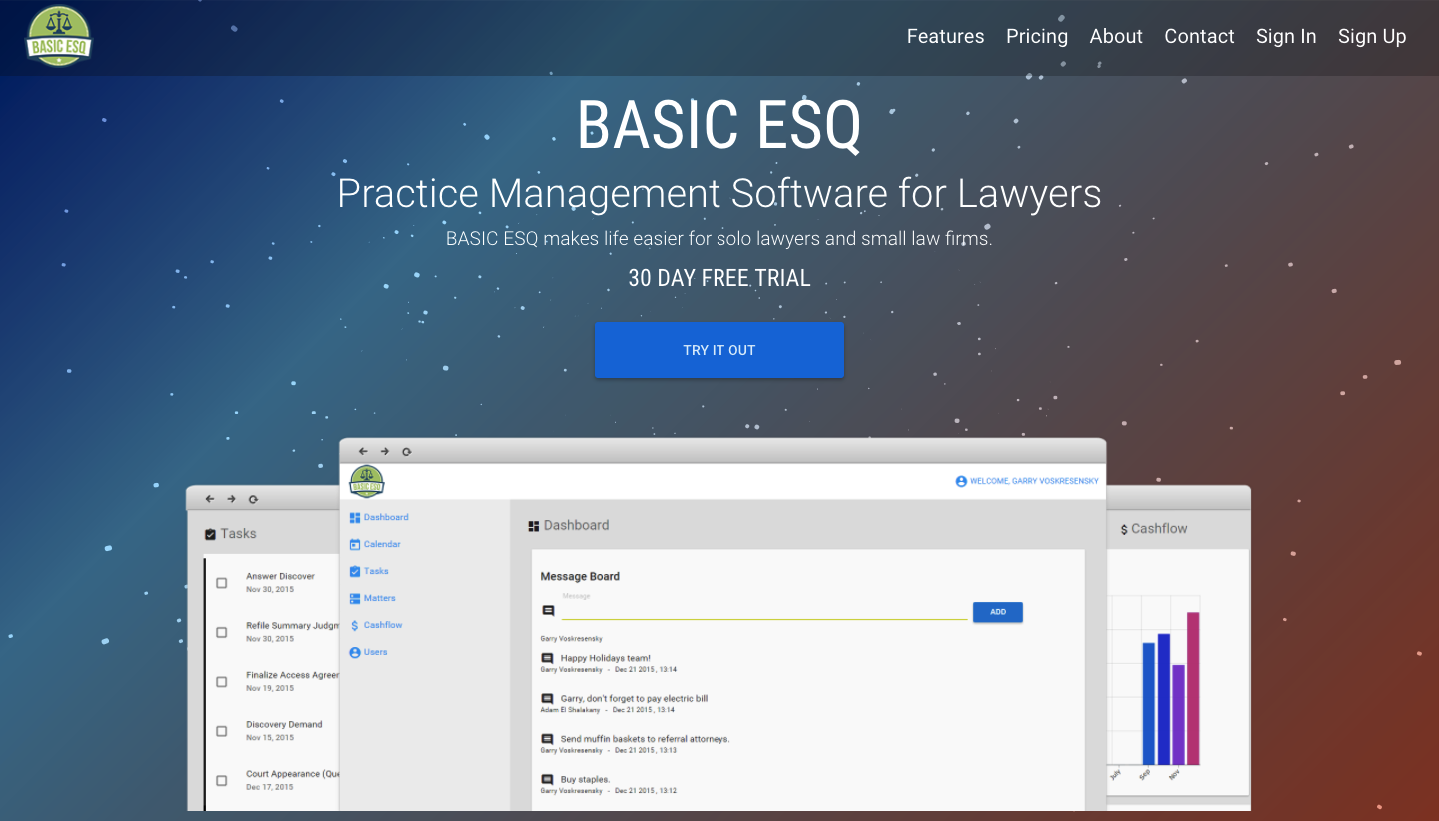 BASIC ESQ
Features Pricing About Contact Sign In Sign Up
BASIC ESQ
Practice Management Software for Lawyers
BASIC ESQ makes life easier for solo lawyers and small law firms.
30 DAY FREE TRIAL
TRY IT OUT
Tasks
Answer Discover
Nov 30, 2015
Refile Summary Judgm
Nov 30, 2015
Finalize Access Agreer
Nov 19, 2015
Discovery Demand
Nov 15, 2015
Court Appearance (Que
Dec 17, 2015
BASIC ESQ
WELCOME, GARRY VOSKRESENSKY
Dashboard
Calendar
Tasks
Matters
Cashflow
Users
Dashboard
Message Board
Message
ADD
Garry Voskresensky
Happy Holidays team!
Garry Voskresensky - Dec 21 2015, 13:14
Garry, don't forget to pay electric bill
Adam El Shalakany - Dec 21 2015, 13:14
Send muffin baskets to referral attorneys.
Garry Voskresensky - Dec 21 2015, 13:13
Buy staples.
Garry Voskresensky - Dec 21 2015, 13:12
$ Cashflow
July
Sep
Nov